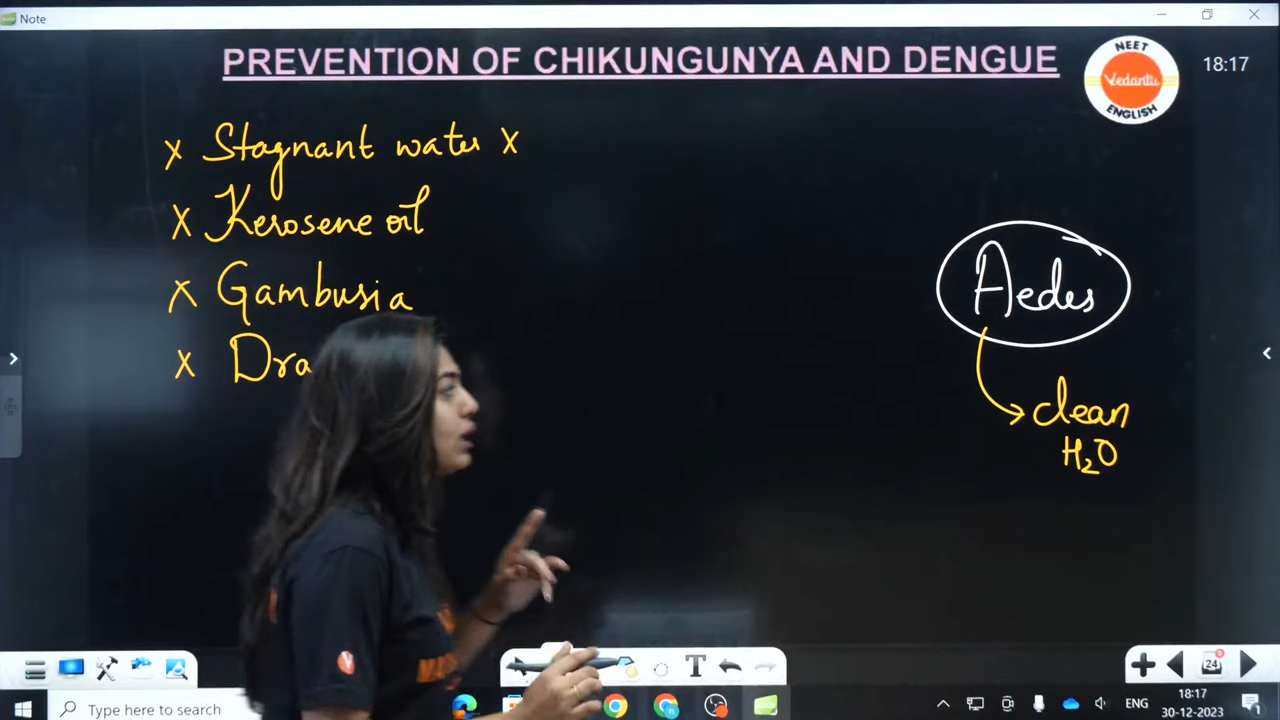 Note
PREVENTION OF CHIKUNGUNYA AND DENGUE
NEET
Vedantu
ENGLISH
18:17
x Stagnant water x
x Kerosene oil
x Gambusia
x Dra
Aedes
clean
H₂O
T
24
Type here to search
ENG
18:17
30-12-2023
1